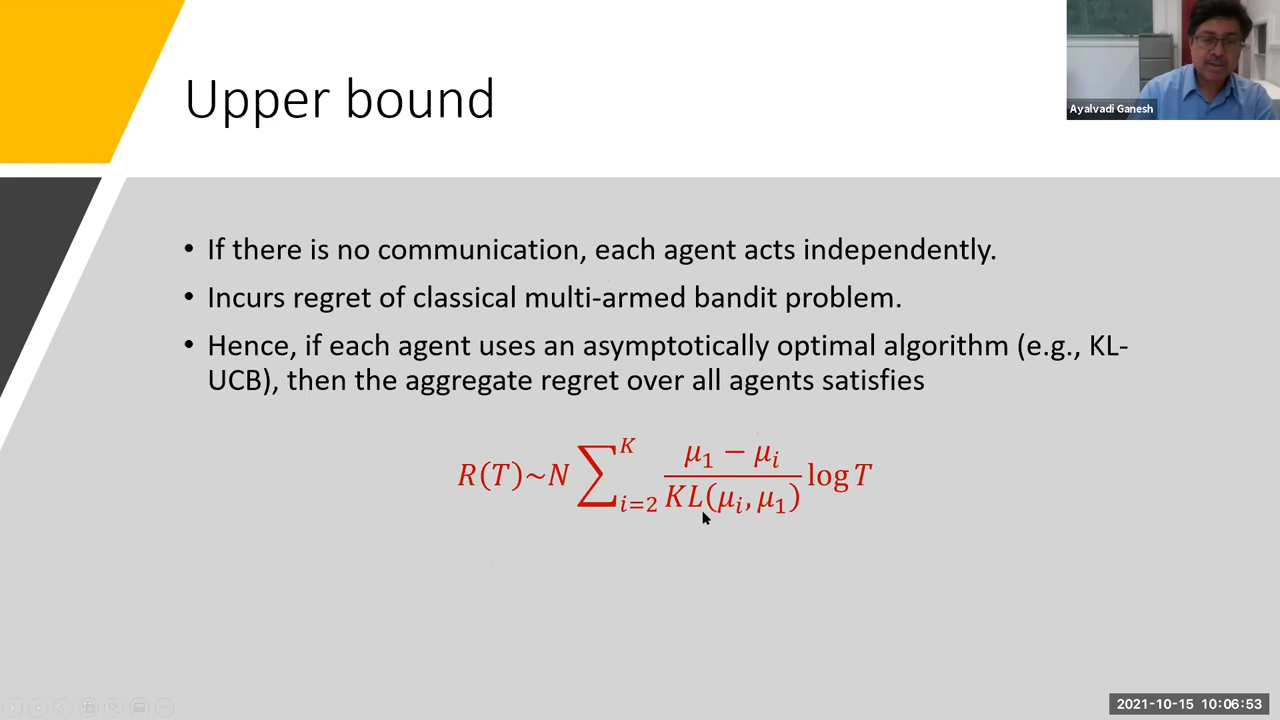 Upper bound
Ayalvadi Ganesh
• If there is no communication, each agent acts independently.
• Incurs regret of classical multi-armed bandit problem.
• Hence, if each agent uses an asymptotically optimal algorithm (e.g., KL-
UCB), then the aggregate regret over all agents satisfies
R(T)~N ∑_{i=2}^{K} \frac{μ₁ − μᵢ}{KL(μᵢ, μ₁)} log T
2021-10-15 10:06:53